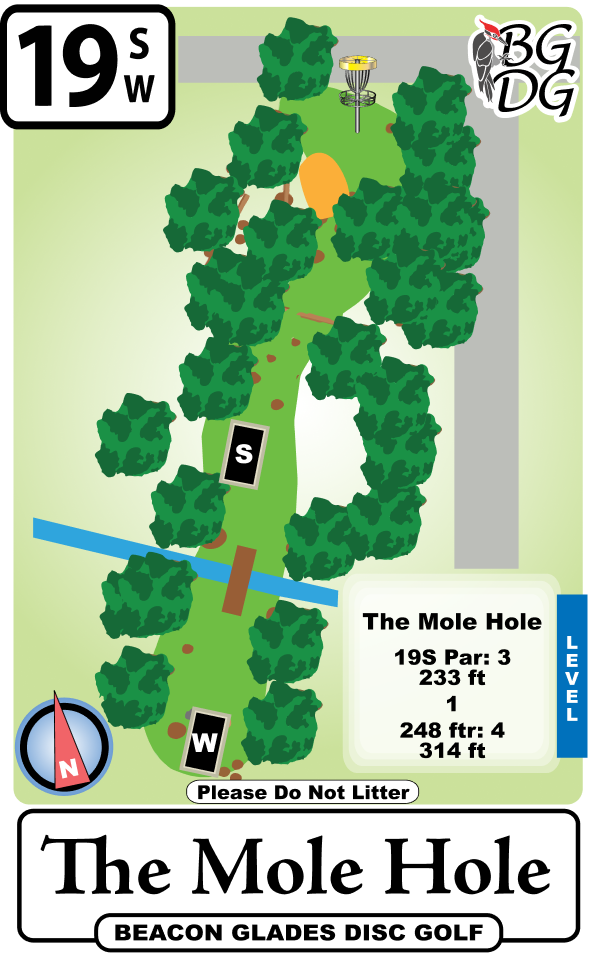 19 S
W
BG
DG
S
The Mole Hole
19S Par: 3
233 ft
1
248 ftr: 4
314 ft
LEVEL
W
N
Please Do Not Litter
The Mole Hole
BEACON GLADES DISC GOLF